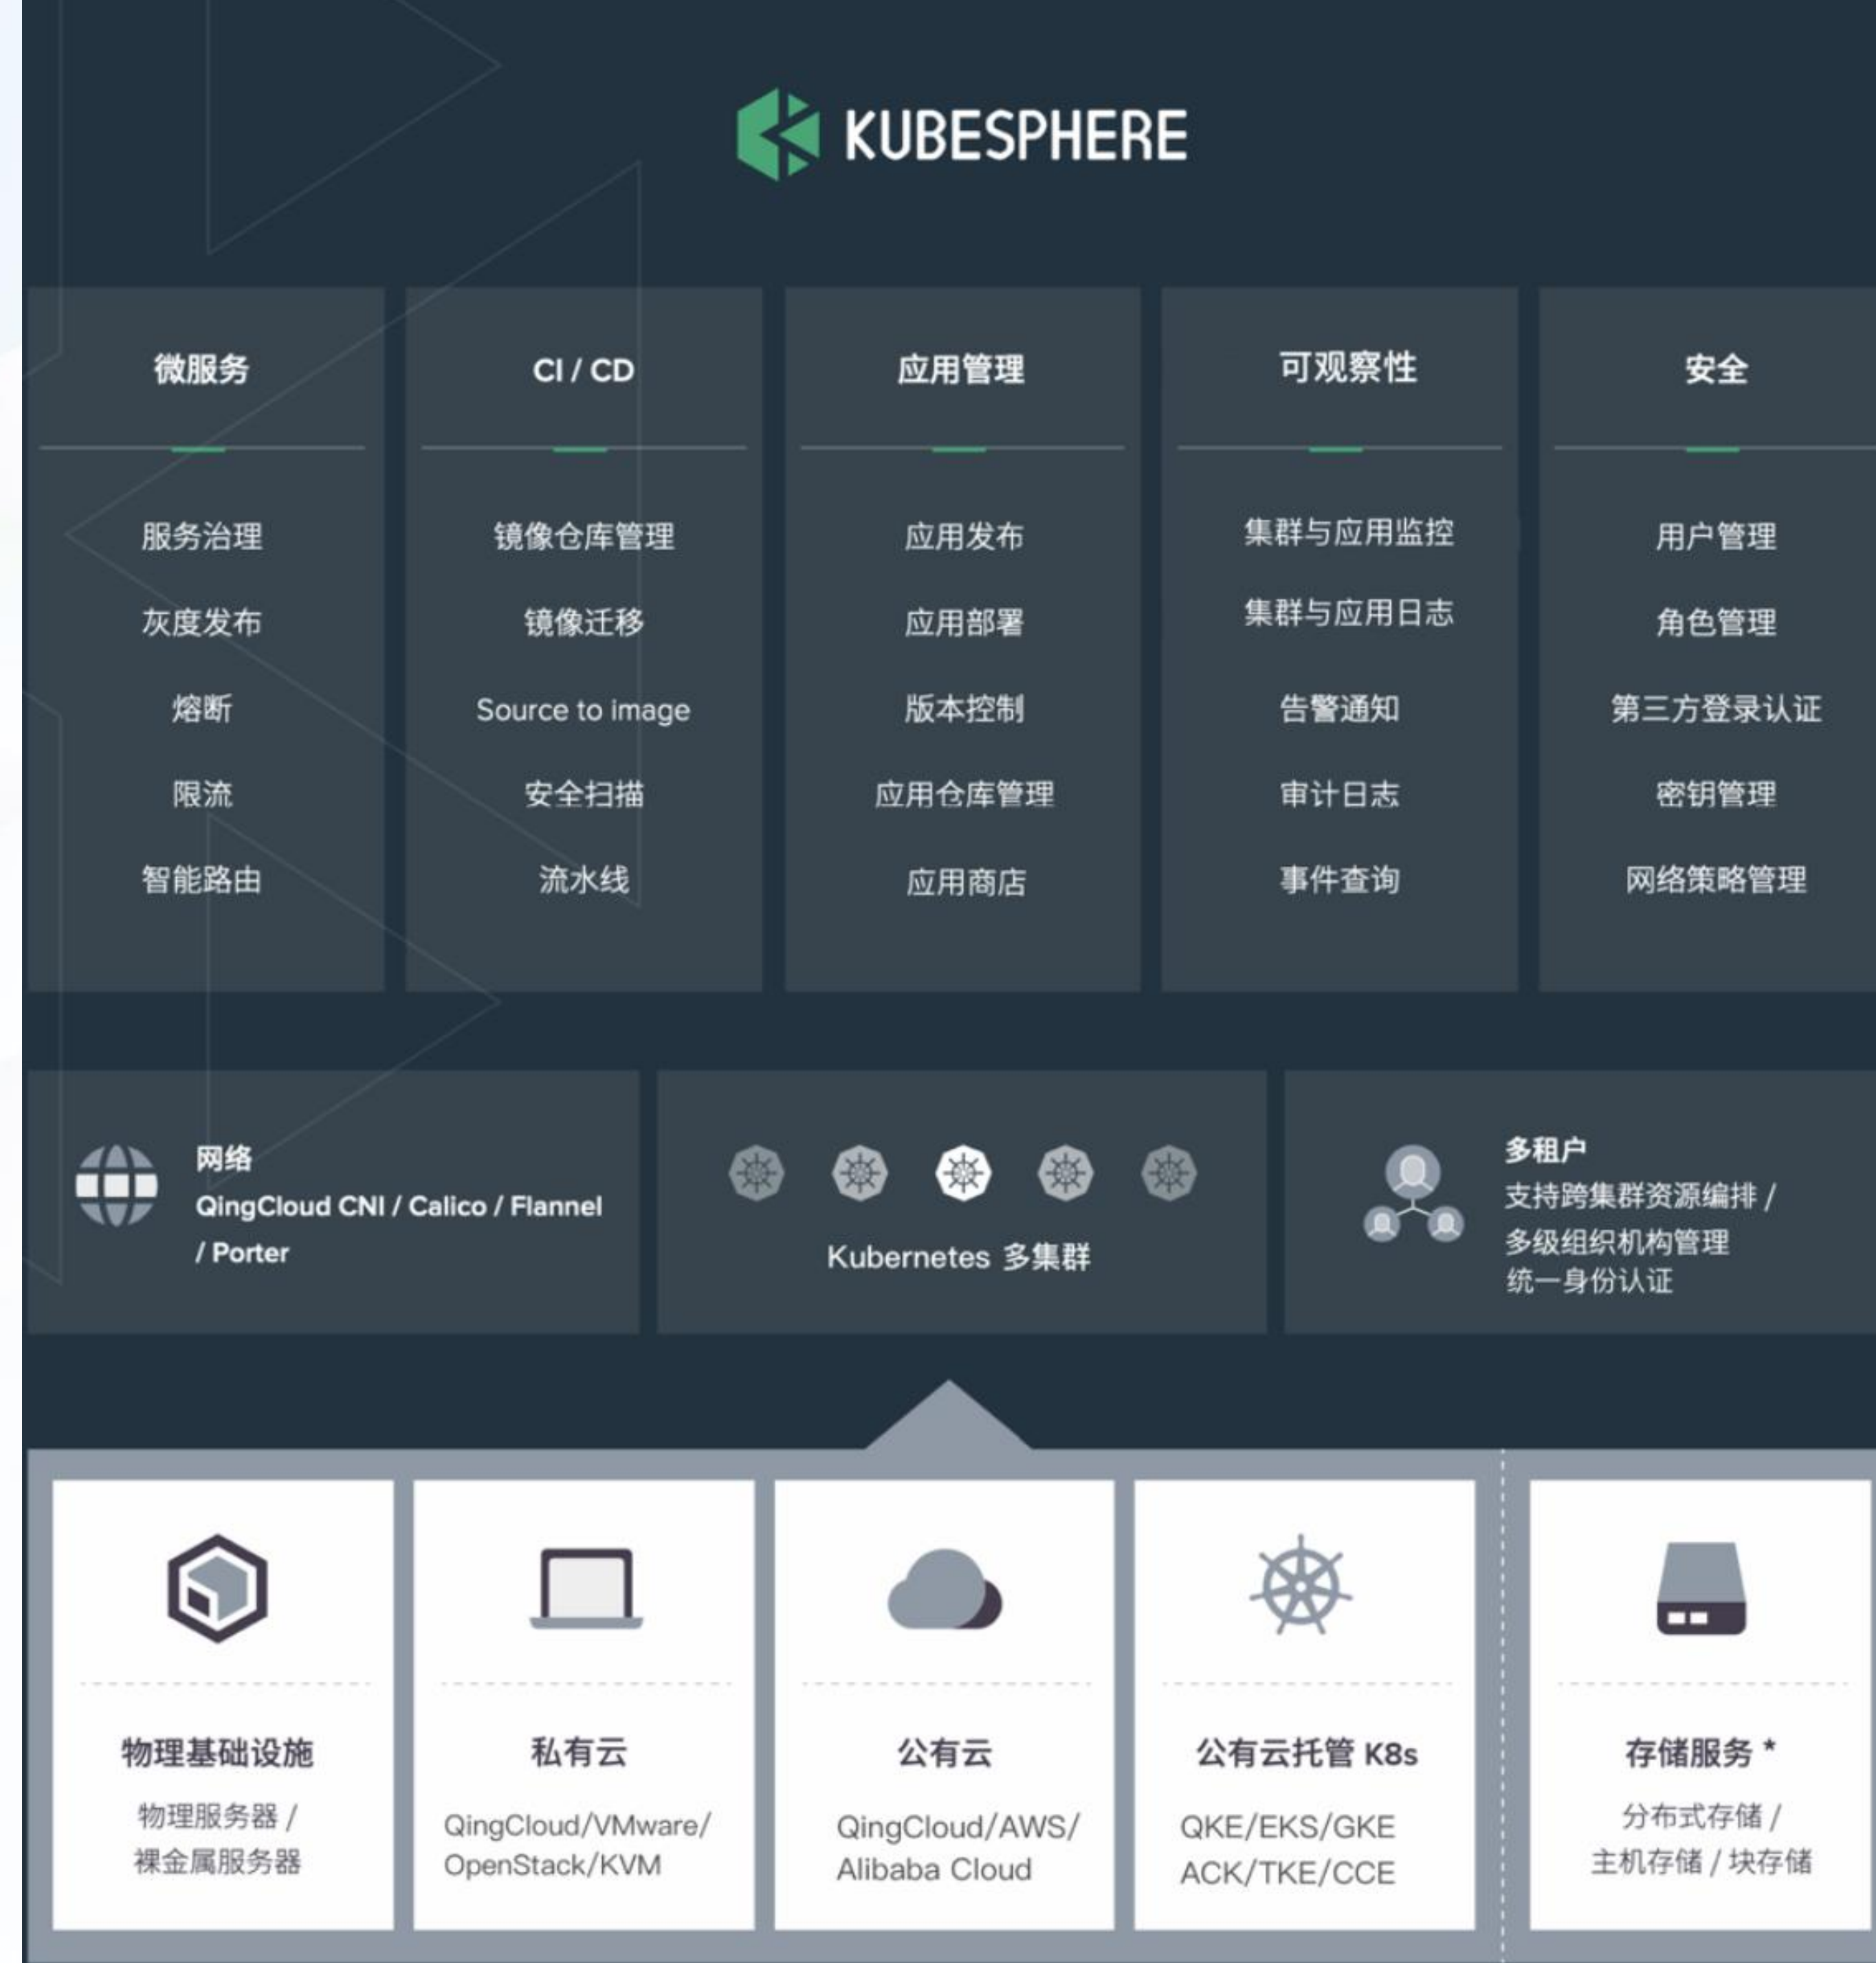 KUBESPHERE
微服务
服务治理
灰度发布
熔断
限流
智能路由
CI / CD
镜像仓库管理
镜像迁移
Source to image
安全扫描
流水线
应用管理
应用发布
应用部署
版本控制
应用仓库管理
应用商店
可观察性
集群与应用监控
集群与应用日志
告警通知
审计日志
事件查询
安全
用户管理
角色管理
第三方登录认证
密钥管理
网络策略管理
网络
QingCloud CNI / Calico / Flannel
/ Porter
Kubernetes 多集群
多租户
支持跨集群资源编排 /
多级组织机构管理
统一身份认证
物理基础设施
物理服务器 /
裸金属服务器
私有云
QingCloud/VMware/
OpenStack/KVM
公有云
QingCloud/AWS/
Alibaba Cloud
公有云托管 K8s
QKE/EKS/GKE
ACK/TKE/CCE
存储服务 *
分布式存储 /
主机存储 / 块存储